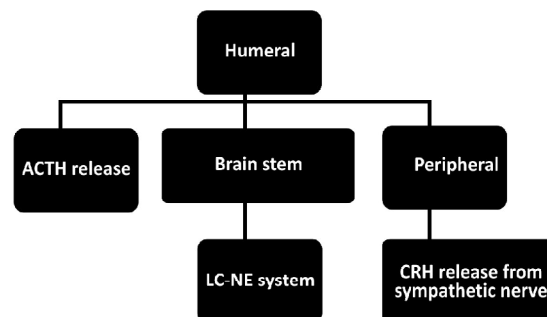 Humeral
ACTH release
Brain stem
Peripheral
LC-NE system
CRH release from
sympathetic nerve